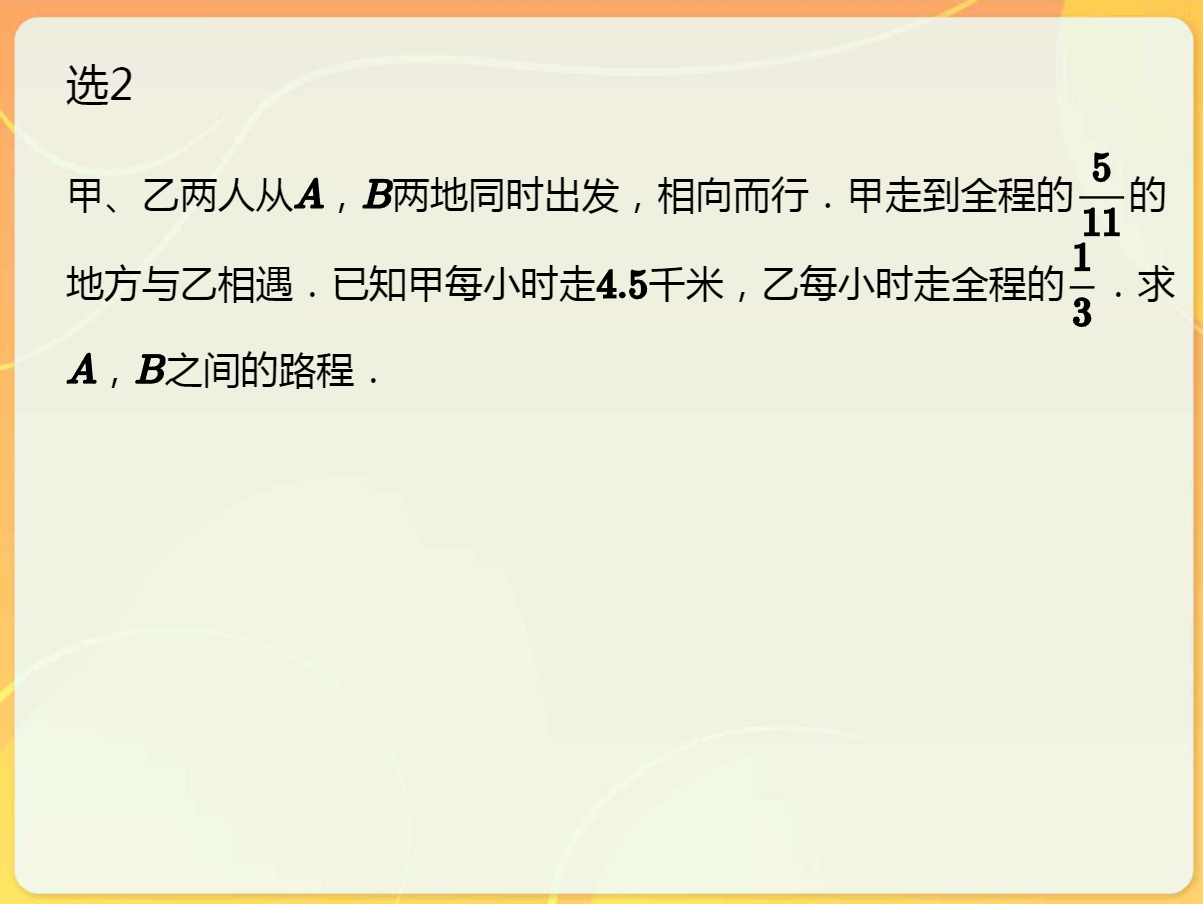 选2
甲、乙两人从A，B两地同时出发，相向而行．甲走到全程的5/11的
地方与乙相遇．已知甲每小时走4.5千米，乙每小时走全程的1/3．求
A，B之间的路程．